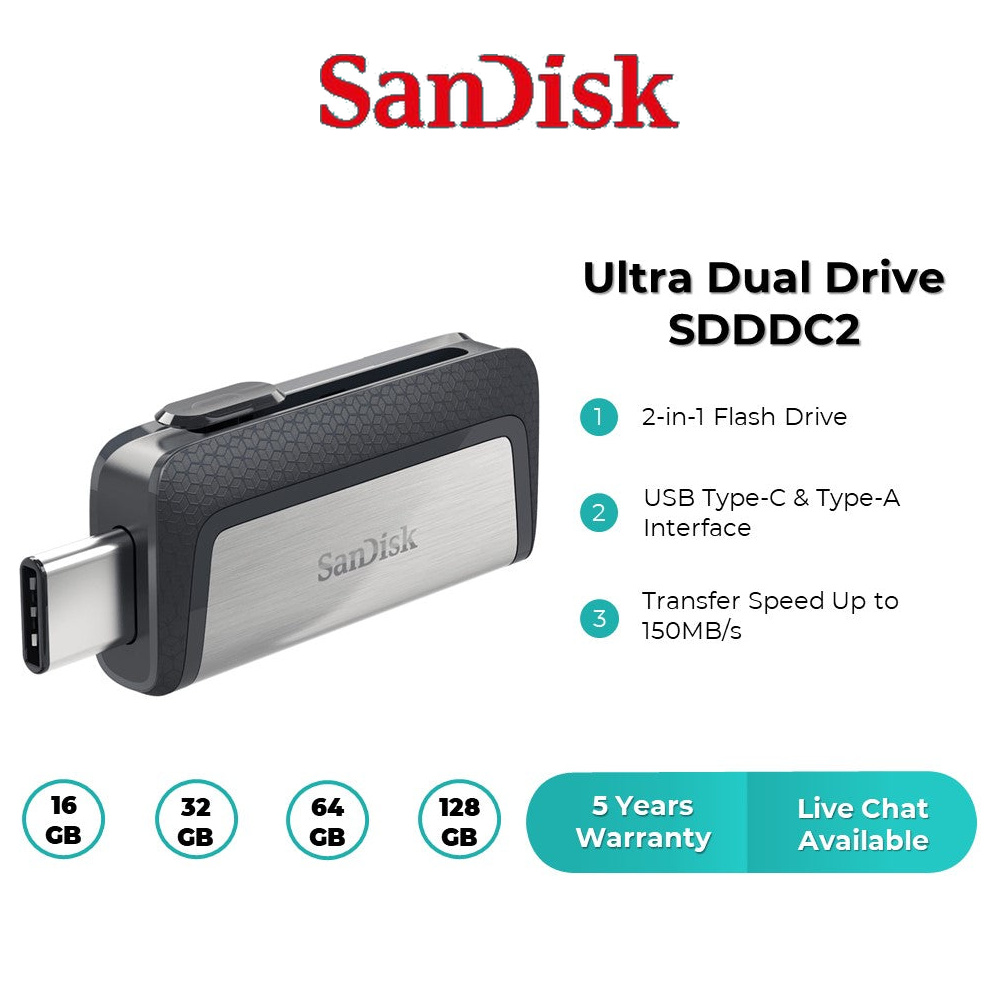 SanDisk
Ultra Dual Drive
SDDDC2
1
2-in-1 Flash Drive
2
USB Type-C & Type-A
Interface
3
Transfer Speed Up to
150MB/s
SanDisk
16
GB
32
GB
64
GB
128
GB
5 Years
Warranty
Live Chat
Available